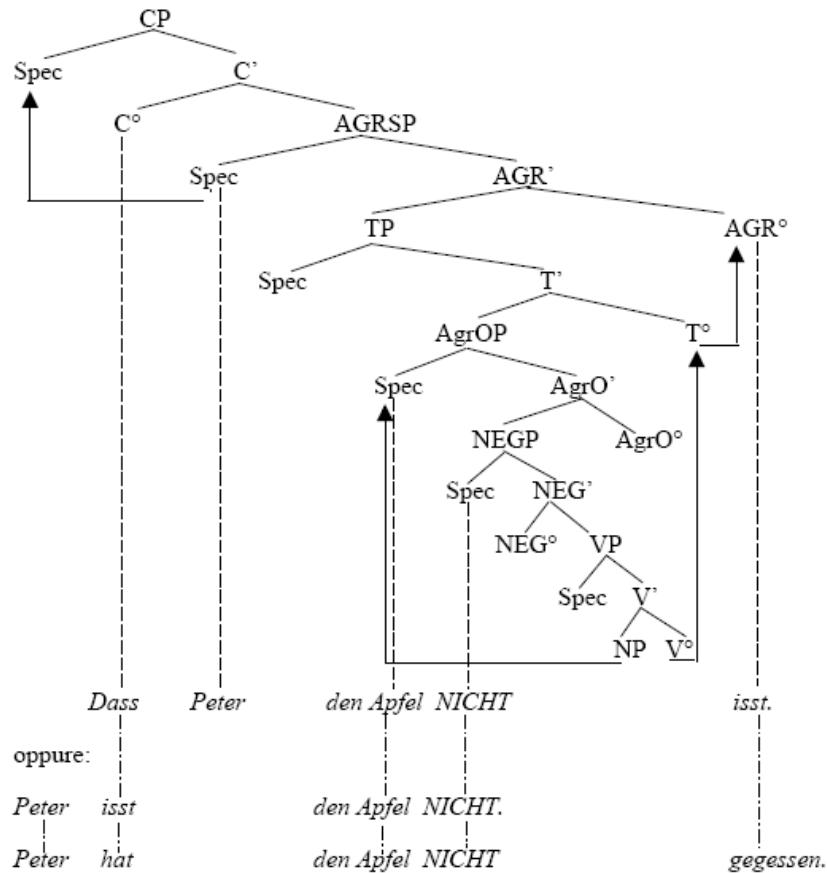 CP
Spec C’
C° AGRSP
Spec AGR’
TP AGR°
Spec T’
AgrOP T°
Spec AgrO’
NEGP AgrO°
Spec NEG’
NEG° VP
Spec V’
NP V°
Dass Peter den Apfel NICHT isst.
oppure:
Peter isst den Apfel NICHT.
Peter hat den Apfel NICHT gegessen.